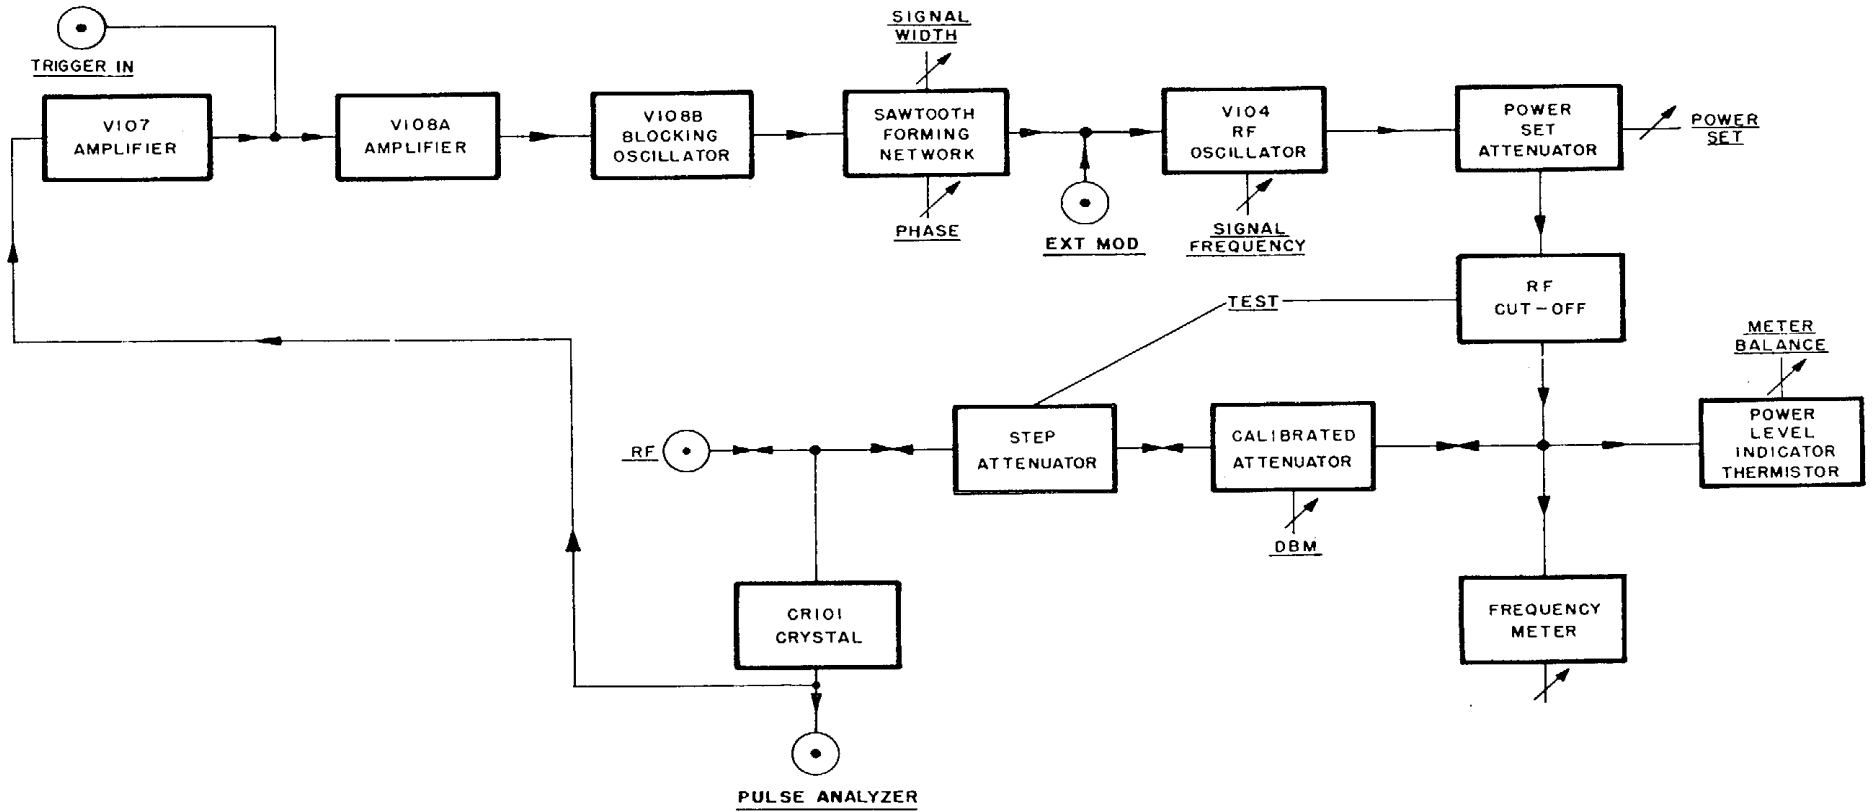 TRIGGER IN
V107
AMPLIFIER
V108A
AMPLIFIER
V108B
BLOCKING
OSCILLATOR
SIGNAL
WIDTH
SAWTOOTH
FORMING
NETWORK
PHASE
EXT MOD
V104
RF
OSCILLATOR
SIGNAL
FREQUENCY
POWER
SET
ATTENUATOR
POWER
SET
RF
CUT-OFF
TEST
METER
BALANCE
POWER
LEVEL
INDICATOR
THERMISTOR
CALIBRATED
ATTENUATOR
DBM
STEP
ATTENUATOR
RF
CR101
CRYSTAL
FREQUENCY
METER
PULSE ANALYZER